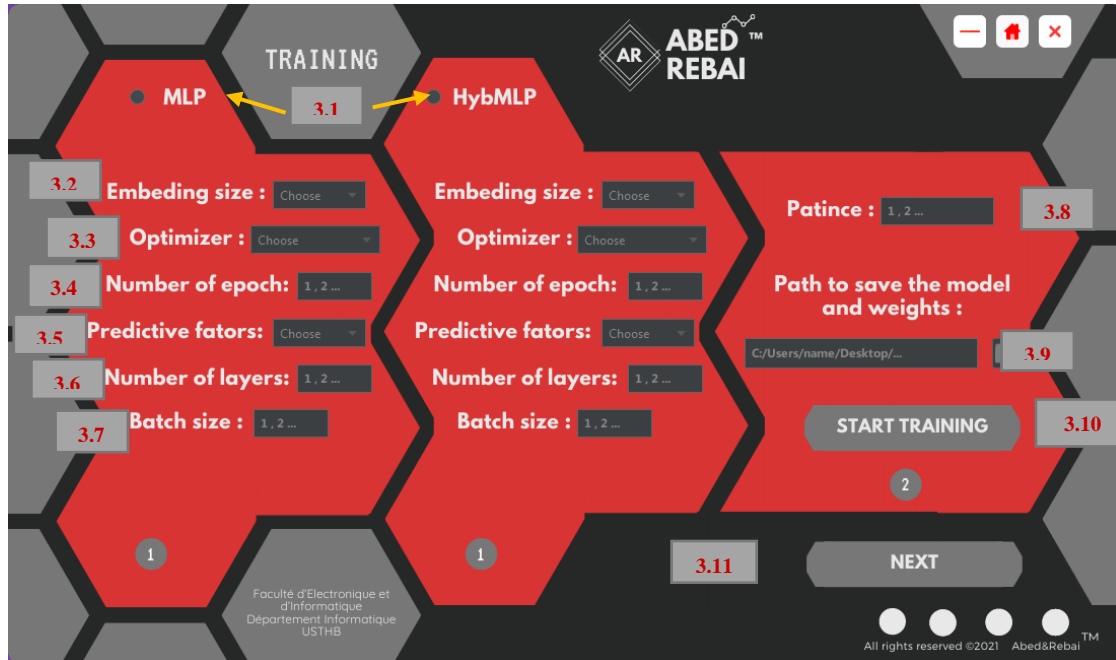 TRAINING
AR
ABED ™
REBAI
MLP
3.1
HybMLP
3.2
Embeding size :
Choose
3.3
Optimizer :
Choose
3.4
Number of epoch:
1 , 2 ...
3.5
Predictive fators:
Choose
3.6
Number of layers:
1 , 2 ...
3.7
Batch size :
1 , 2 ...
1
Embeding size :
Choose
Optimizer :
Choose
Number of epoch:
1 , 2 ...
Predictive fators:
Choose
Number of layers:
1 , 2 ...
Batch size :
1 , 2 ...
1
Patince :
1 , 2 ...
3.8
Path to save the model
and weights :
C:/Users/name/Desktop/...
3.9
START TRAINING
3.10
2
3.11
NEXT
Faculté d'Electronique et
d'Informatique
Département Informatique
USTHB
All rights reserved ©2021 Abed&Rebai TM